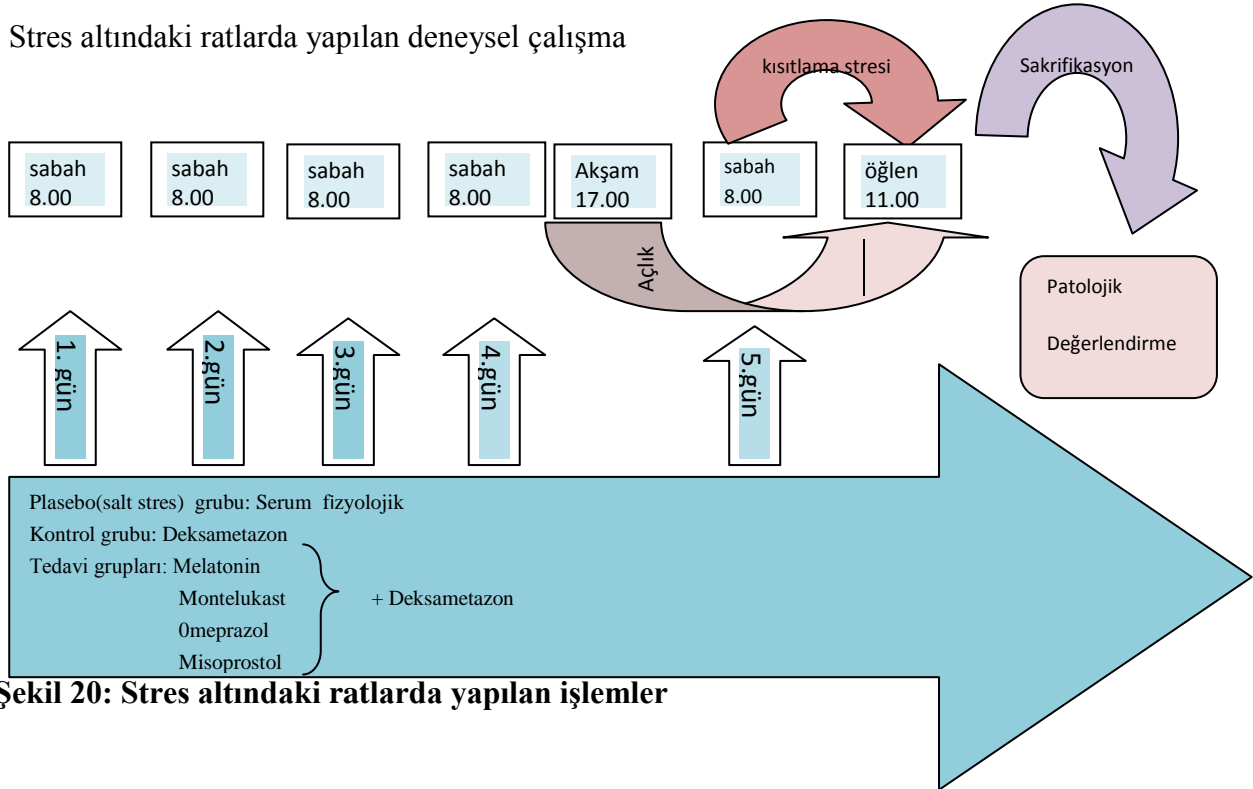 Stres altındaki ratlarda yapılan deneysel çalışma
kısıtlama stresi
Sakrifikasyon
sabah
8.00
sabah
8.00
sabah
8.00
sabah
8.00
Akşam
17.00
sabah
8.00
öğlen
11.00
Açlık
Patolojik
Değerlendirme
1. gün
2.gün
3.gün
4.gün
5.gün
Plasebo(salt stres) grubu: Serum fizyolojik
Kontrol grubu: Deksametazon
Tedavi grupları: Melatonin
Montelukast + Deksametazon
0meprazol
Misoprostol
Şekil 20: Stres altındaki ratlarda yapılan işlemler